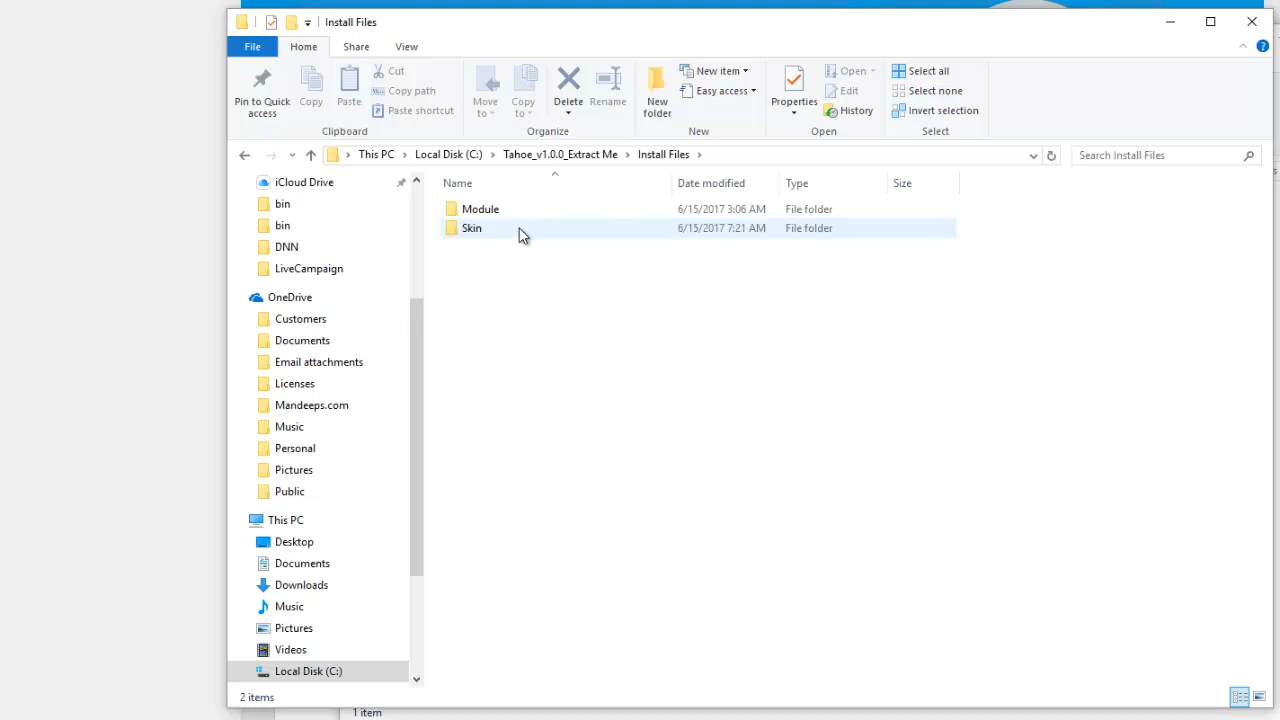 Install Files
File Home Share View
Pin to Quick access
Copy
Paste
Cut
Copy path
Paste shortcut
Clipboard
Move to
Copy to
Delete
Rename
Organize
New folder
New item
Easy access
New
Properties
Open
Edit
History
Open
Select all
Select none
Invert selection
Select
This PC > Local Disk (C:) > Tahoe_v1.0.0_Extract Me > Install Files >
Search Install Files
iCloud Drive
bin
bin
DNN
LiveCampaign
OneDrive
Customers
Documents
Email attachments
Licenses
Mandeeps.com
Music
Personal
Pictures
Public
This PC
Desktop
Documents
Downloads
Music
Pictures
Videos
Local Disk (C:)
Name Date modified Type Size
Module 6/15/2017 3:06 AM File folder
Skin 6/15/2017 7:21 AM File folder
2 items
1 item